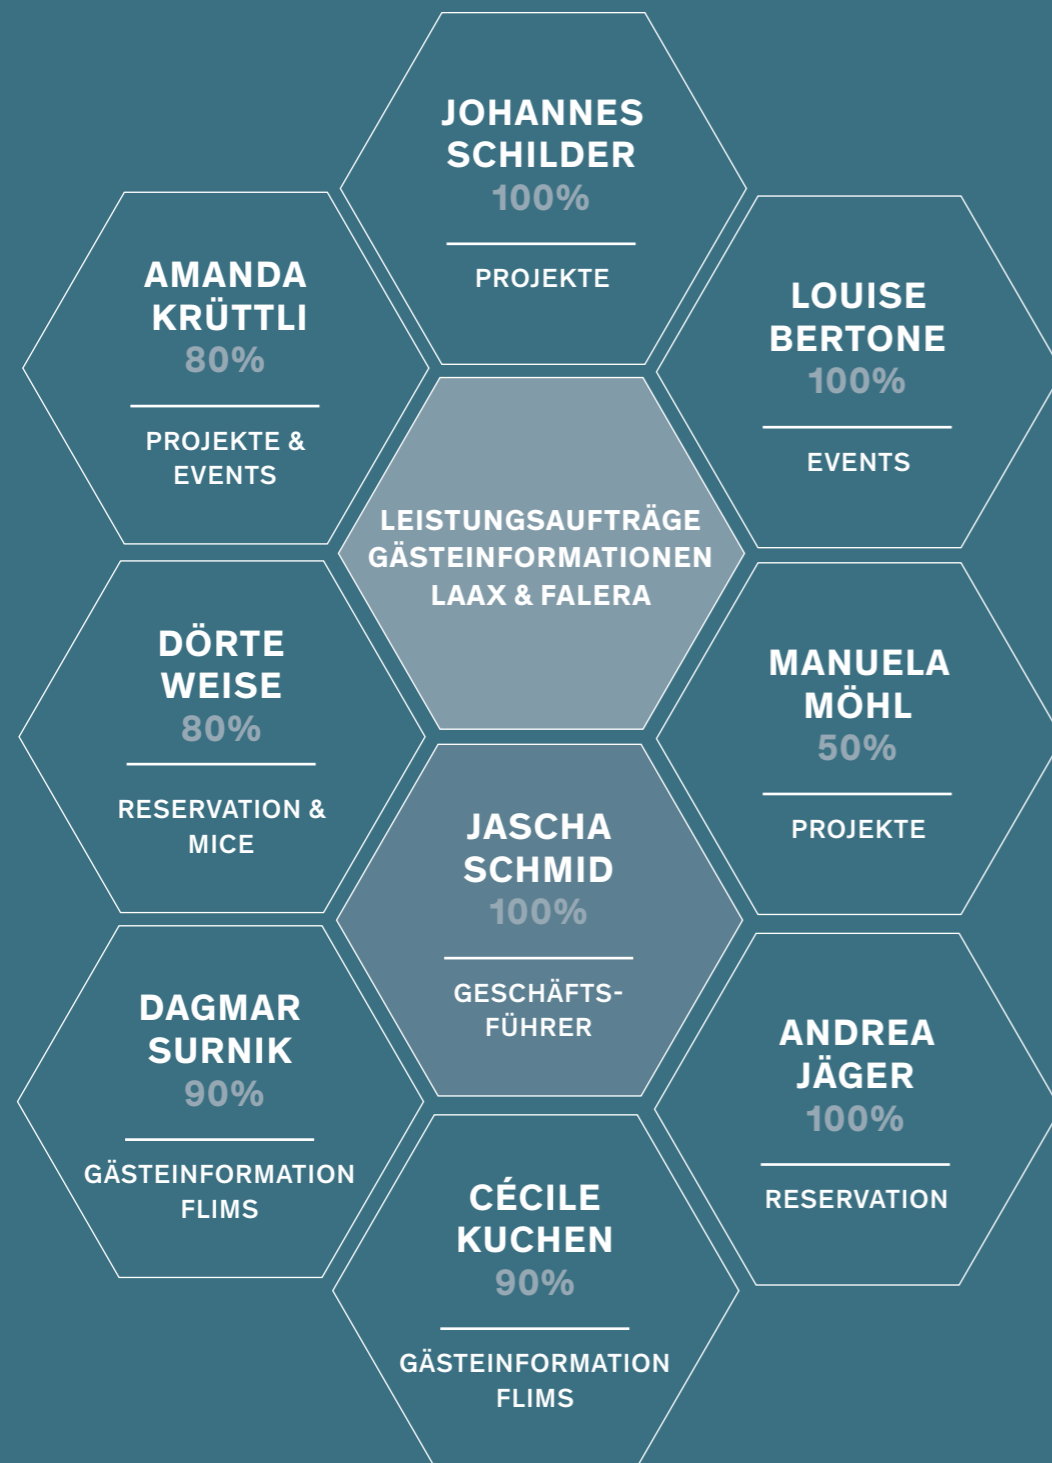 JOHANNES
SCHILDER
100%
PROJEKTE
AMANDA
KRÜTTLI
80%
PROJEKTE &
EVENTS
LOUISE
BERTONE
100%
EVENTS
LEISTUNGSAUFTRÄGE
GÄSTEINFORMATIONEN
LAAX & FALERA
DÖRTE
WEISE
80%
RESERVATION &
MICE
MANUELA
MÖHL
50%
PROJEKTE
JASCHA
SCHMID
100%
GESCHÄFTS-
FÜHRER
DAGMAR
SURNIK
90%
GÄSTEINFORMATION
FLIMS
ANDREA
JÄGER
100%
RESERVATION
CÉCILE
KUCHEN
90%
GÄSTEINFORMATION
FLIMS